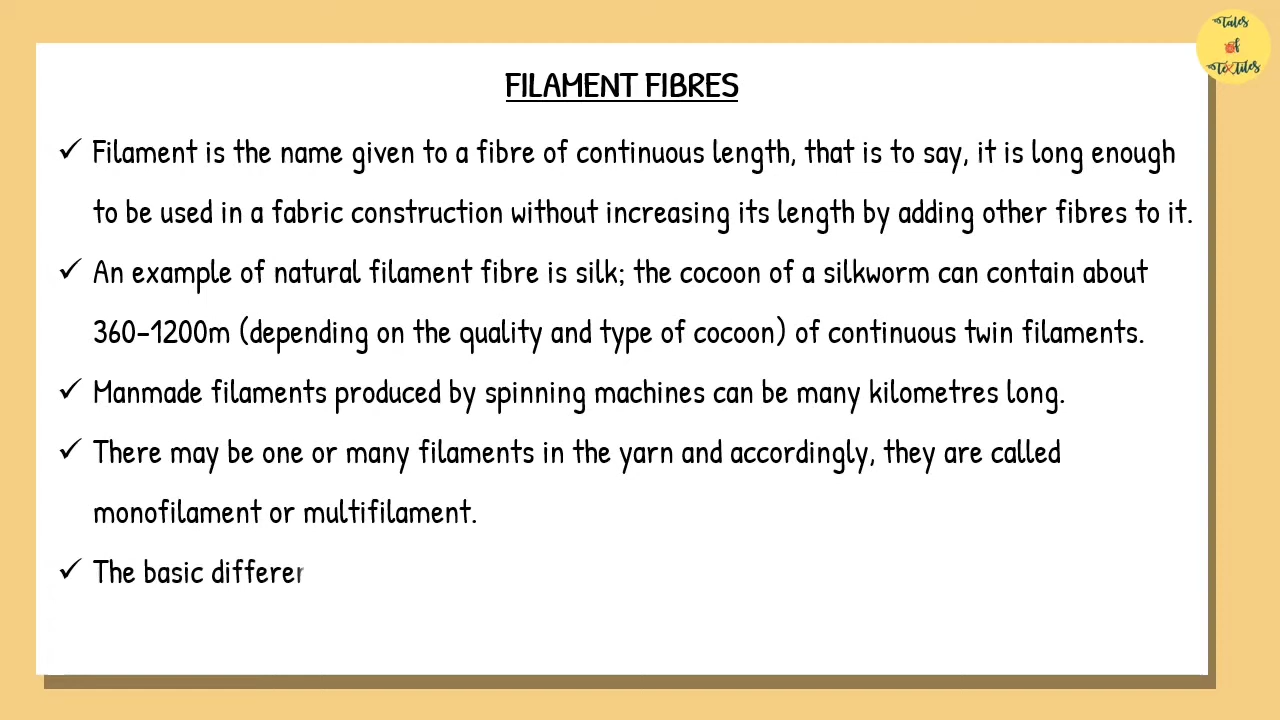 Tales
of
Textiles
FILAMENT FIBRES
✓ Filament is the name given to a fibre of continuous length, that is to say, it is long enough
to be used in a fabric construction without increasing its length by adding other fibres to it.
✓ An example of natural filament fibre is silk; the cocoon of a silkworm can contain about
360-1200m (depending on the quality and type of cocoon) of continuous twin filaments.
✓ Manmade filaments produced by spinning machines can be many kilometres long.
✓ There may be one or many filaments in the yarn and accordingly, they are called
monofilament or multifilament.
✓ The basic differer